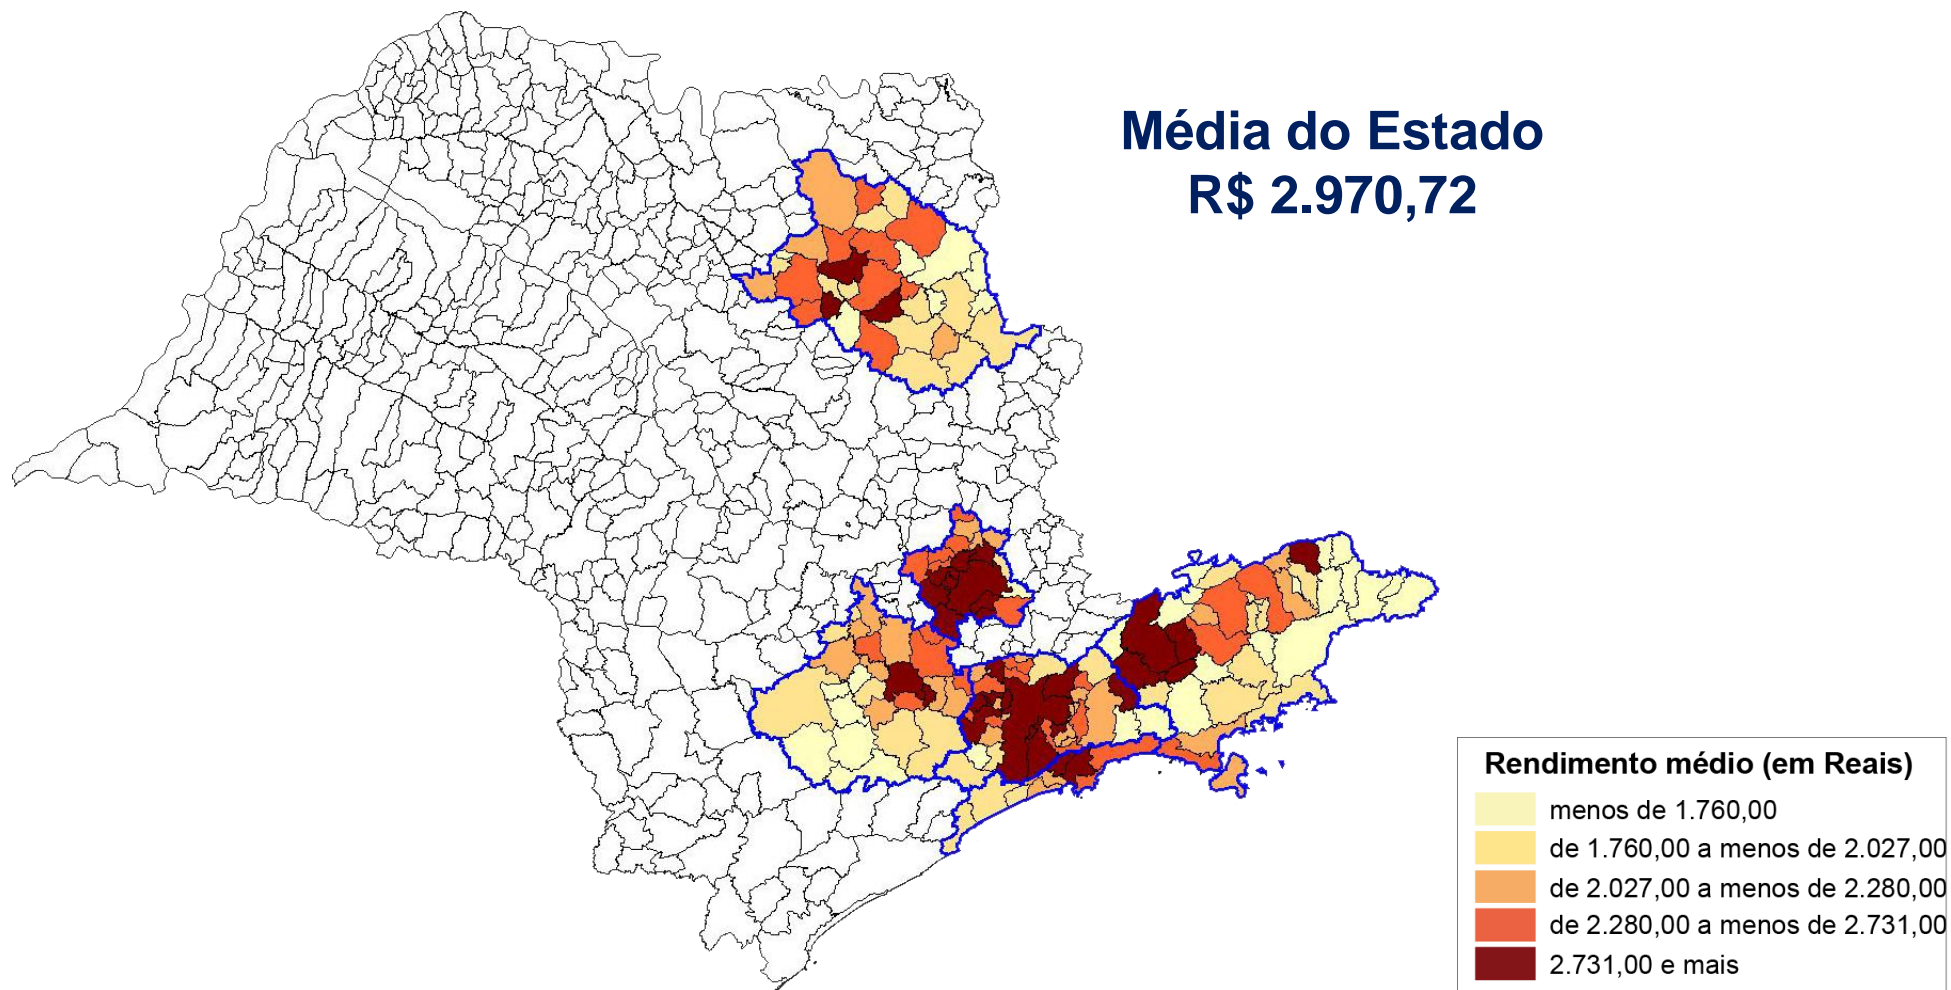 Média do Estado
R$ 2.970,72
Rendimento médio (em Reais)
menos de 1.760,00
de 1.760,00 a menos de 2.027,00
de 2.027,00 a menos de 2.280,00
de 2.280,00 a menos de 2.731,00
2.731,00 e mais